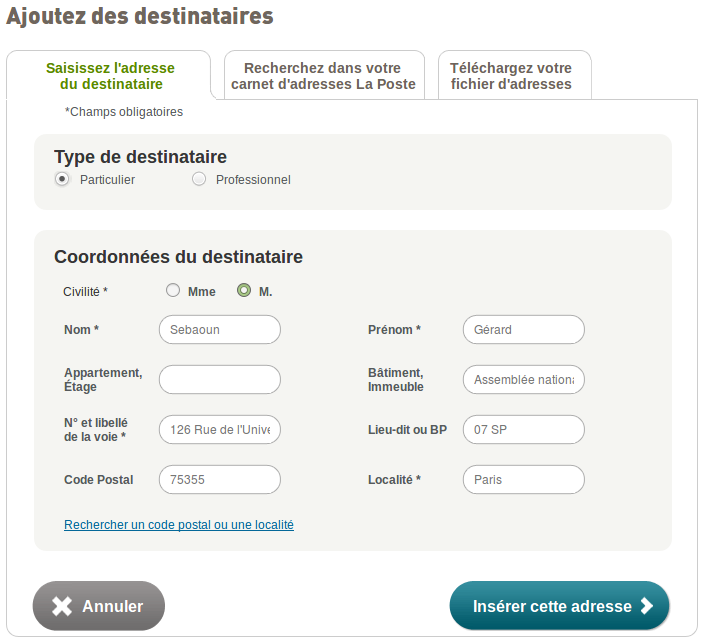 Ajoutez des destinataires
Saisissez l'adresse
du destinataire
Recherchez dans votre
carnet d'adresses La Poste
Téléchargez votre
fichier d'adresses
*Champs obligatoires
Type de destinataire
Particulier
Professionnel
Coordonnées du destinataire
Civilité *
Mme
M.
Nom *
Sebaoun
Prénom *
Gérard
Appartement,
Étage
Bâtiment,
Immeuble
Assemblée nationa
N° et libellé
de la voie *
126 Rue de l'Unive
Lieu-dit ou BP
07 SP
Code Postal
75355
Localité *
Paris
Rechercher un code postal ou une localité
Annuler
Insérer cette adresse